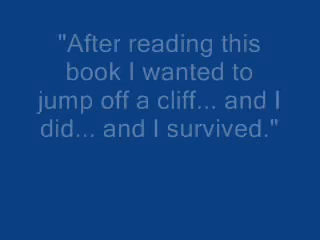 "After reading this
book I wanted to
jump off a cliff... and I
did... and I survived."